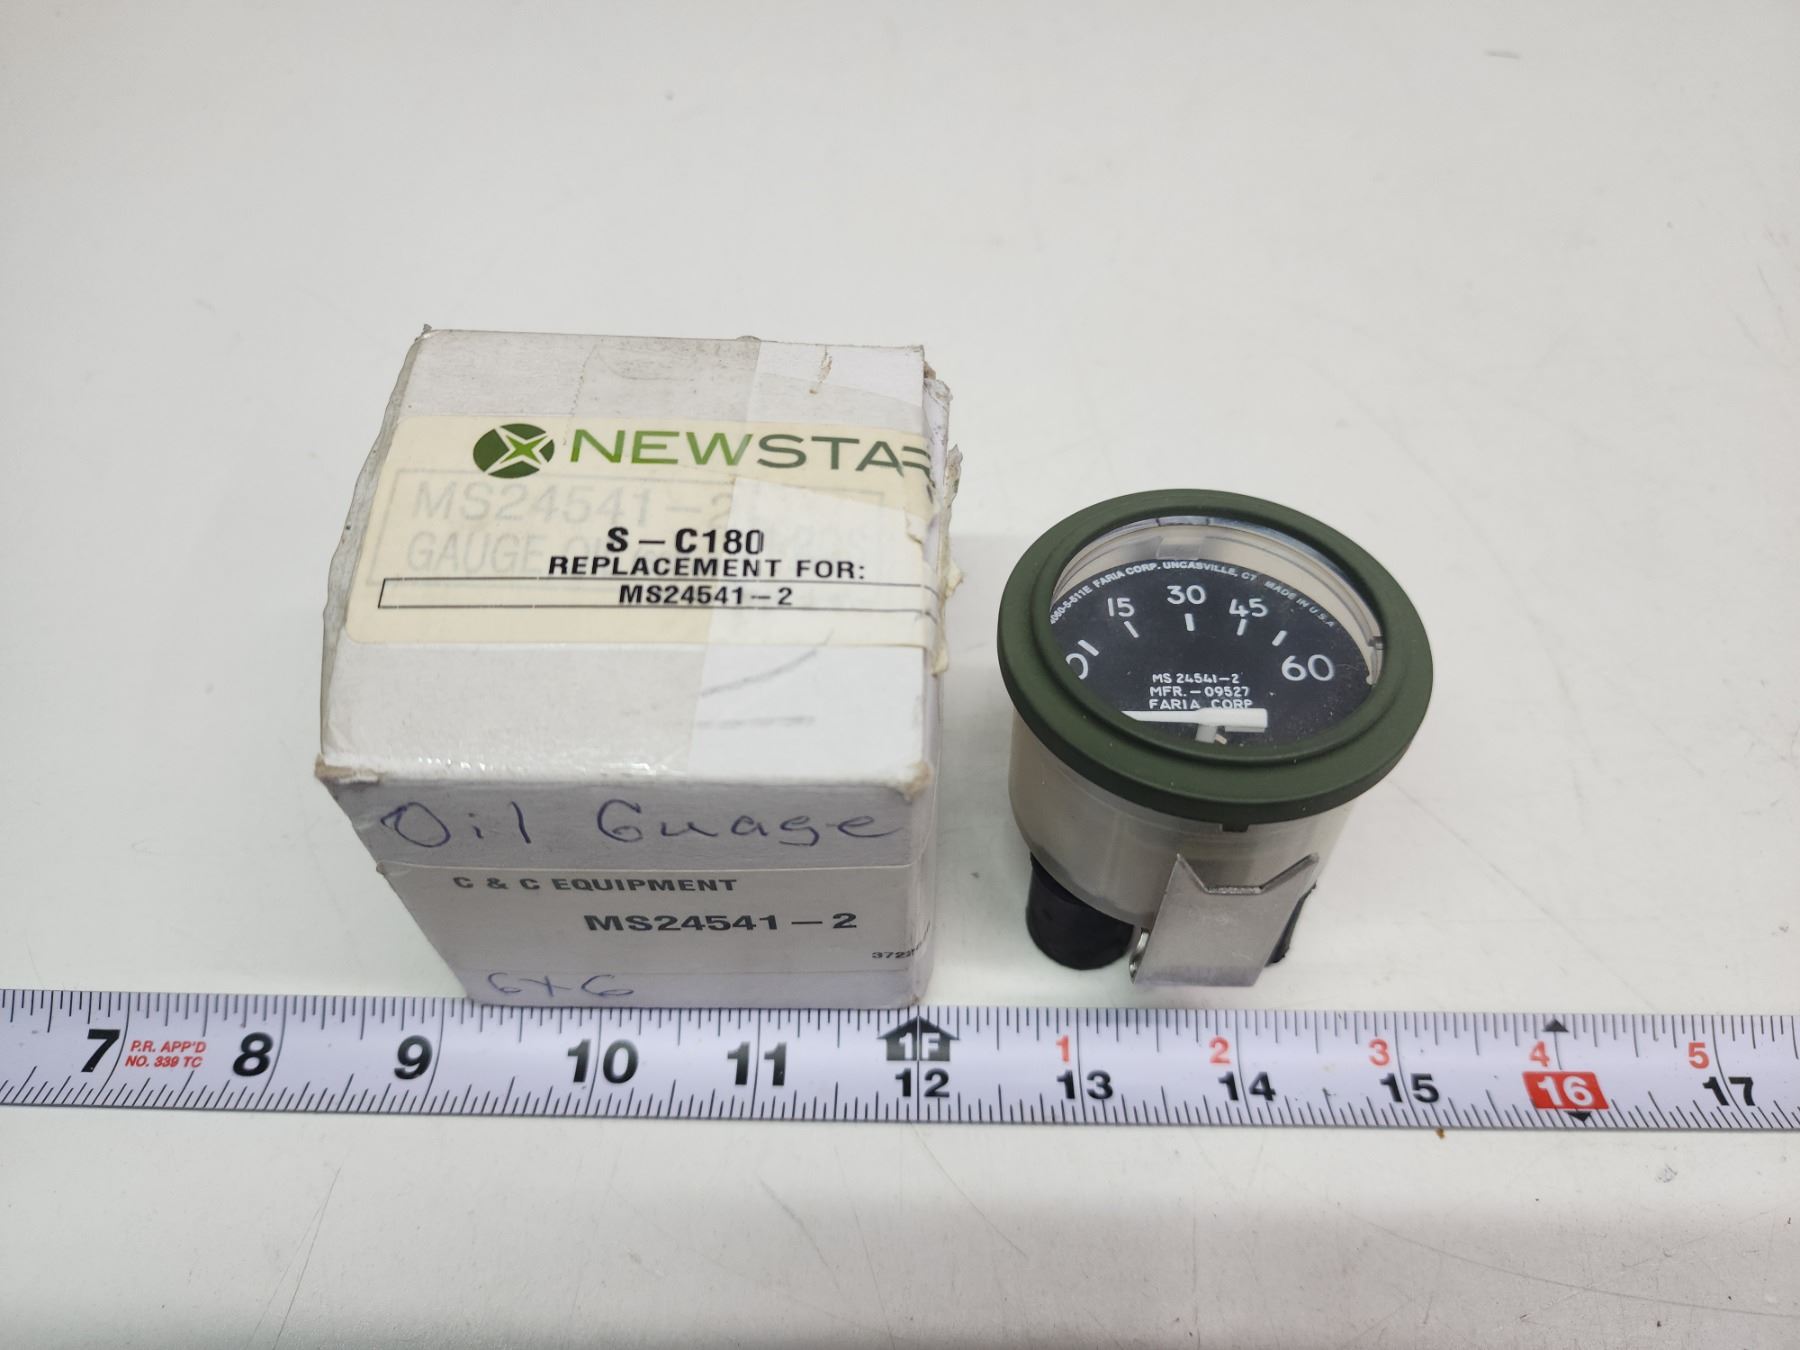 NEWSTAR
MS24541-2
GAUGE
S-C180
REPLACEMENT FOR:
MS24541-2
Oil Guage
C & C EQUIPMENT
MS24541-2
6x6
FARIA CORP. UNCASVILLE, CT MADE IN U.S.A.
0 15 30 45 60
MS 24541-2
MFR.-09527
FARIA CORP
1 2 3 4 5
1F
7 P.R. APP'D 8 9 10 11 12 13 14 15 16 17
NO. 339 TC